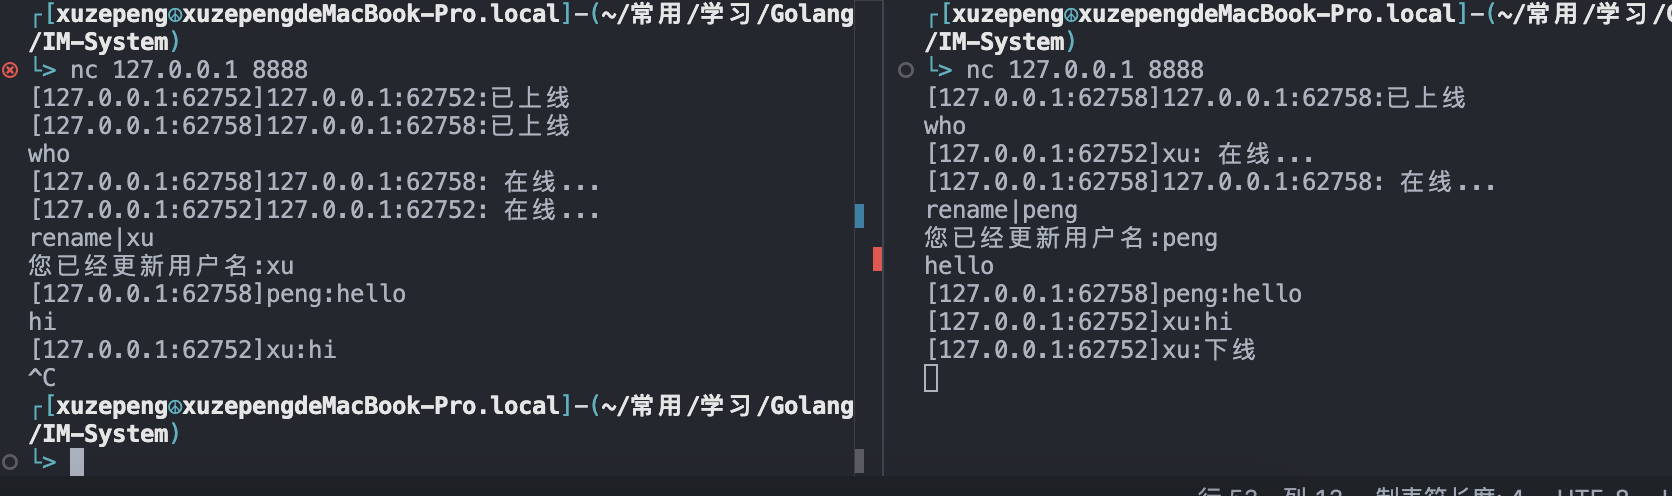 ┌[xuzepeng☮xuzepengdeMacBook-Pro.local]-(~/常用/学习/Golang
/IM-System)
└> nc 127.0.0.1 8888
[127.0.0.1:62752]127.0.0.1:62752:已上线
[127.0.0.1:62758]127.0.0.1:62758:已上线
who
[127.0.0.1:62758]127.0.0.1:62758: 在线...
[127.0.0.1:62752]127.0.0.1:62752: 在线...
rename|xu
您已经更新用户名:xu
[127.0.0.1:62758]peng:hello
hi
[127.0.0.1:62752]xu:hi
^C
┌[xuzepeng☮xuzepengdeMacBook-Pro.local]-(~/常用/学习/Golang
/IM-System)
└>
┌[xuzepeng☮xuzepengdeMacBook-Pro.local]-(~/常用/学习/Go
/IM-System)
└> nc 127.0.0.1 8888
[127.0.0.1:62758]127.0.0.1:62758:已上线
who
[127.0.0.1:62752]xu: 在线...
[127.0.0.1:62758]127.0.0.1:62758: 在线...
rename|peng
您已经更新用户名:peng
hello
[127.0.0.1:62758]peng:hello
[127.0.0.1:62752]xu:hi
[127.0.0.1:62752]xu:下线